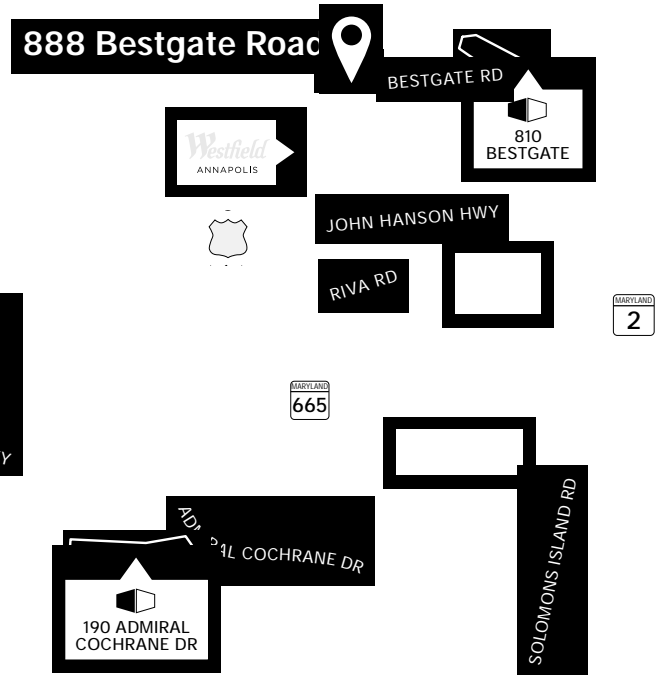 888 Bestgate Road
BESTGATE RD
810
BESTGATE
Westfield
ANNAPOLIS
JOHN HANSON HWY
RIVA RD
MARYLAND
2
MARYLAND
665
Y
ADMIRAL COCHRANE DR
SOLOMONS ISLAND RD
190 ADMIRAL
COCHRANE DR